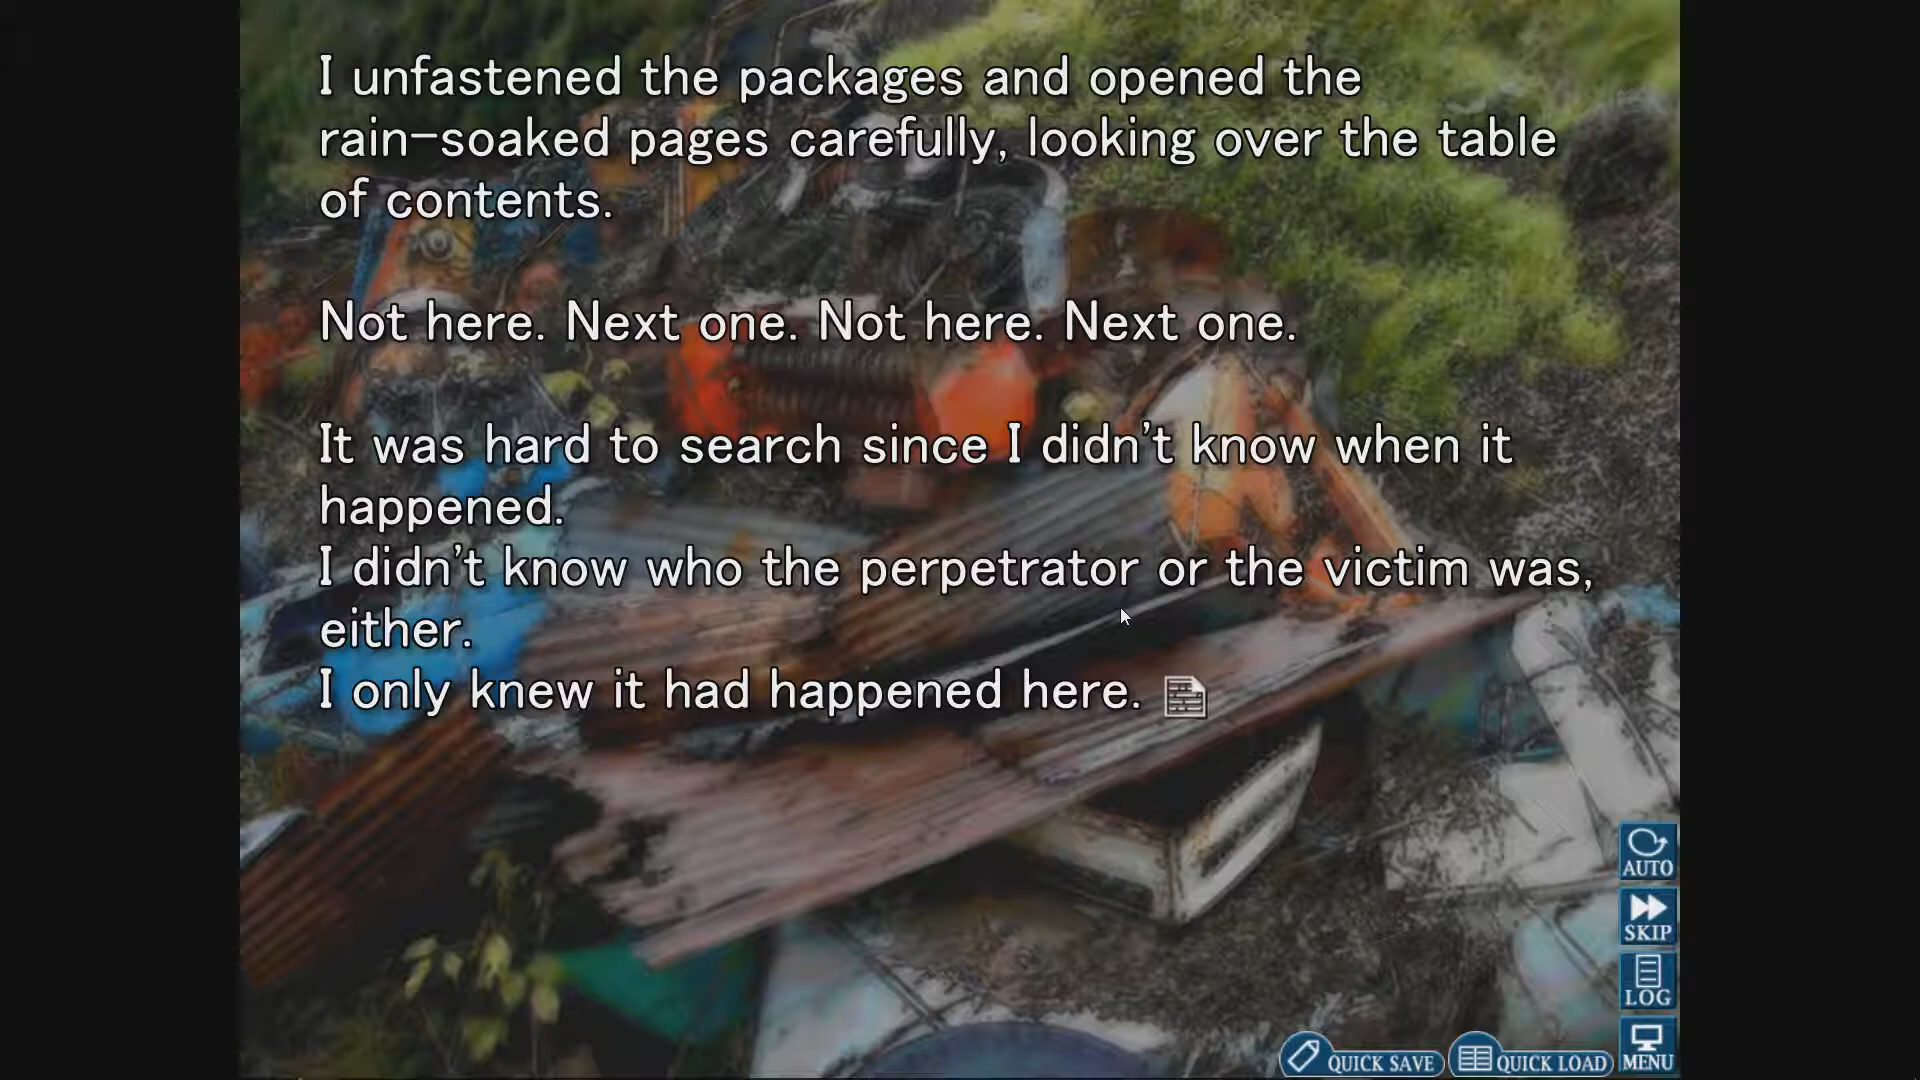 I unfastened the packages and opened the
rain-soaked pages carefully, looking over the table
of contents.
Not here. Next one. Not here. Next one.
It was hard to search since I didn't know when it
happened.
I didn't know who the perpetrator or the victim was,
either.
I only knew it had happened here.
AUTO
SKIP
LOG
MENU
QUICK SAVE
QUICK LOAD